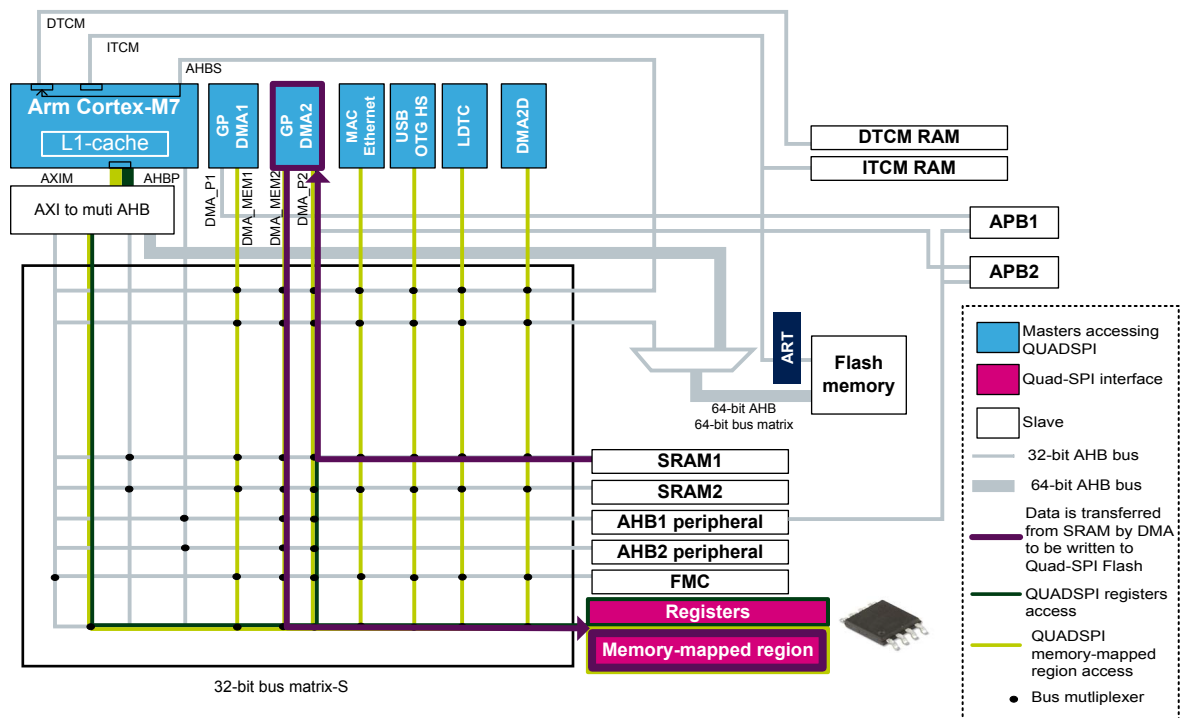 DTCM
ITCM
AHBS
Arm Cortex-M7
L1-cache
GP
DMA1
GP
DMA2
MAC
Ethernet
USB
OTG HS
LDTC
DMA2D
AXIM
AHBP
DMA_P1
DMA_MEM1
DMA_MEM2
DMA_P2
AXI to muti AHB
DTCM RAM
ITCM RAM
APB1
APB2
ART
Flash
memory
64-bit AHB
64-bit bus matrix
SRAM1
SRAM2
AHB1 peripheral
AHB2 peripheral
FMC
Registers
Memory-mapped region
32-bit bus matrix-S
Masters accessing
QUADSPI
Quad-SPI interface
Slave
32-bit AHB bus
64-bit AHB bus
Data is transferred
from SRAM by DMA
to be written to
Quad-SPI Flash
QUADSPI registers
access
QUADSPI
memory-mapped
region access
Bus mutliplexer